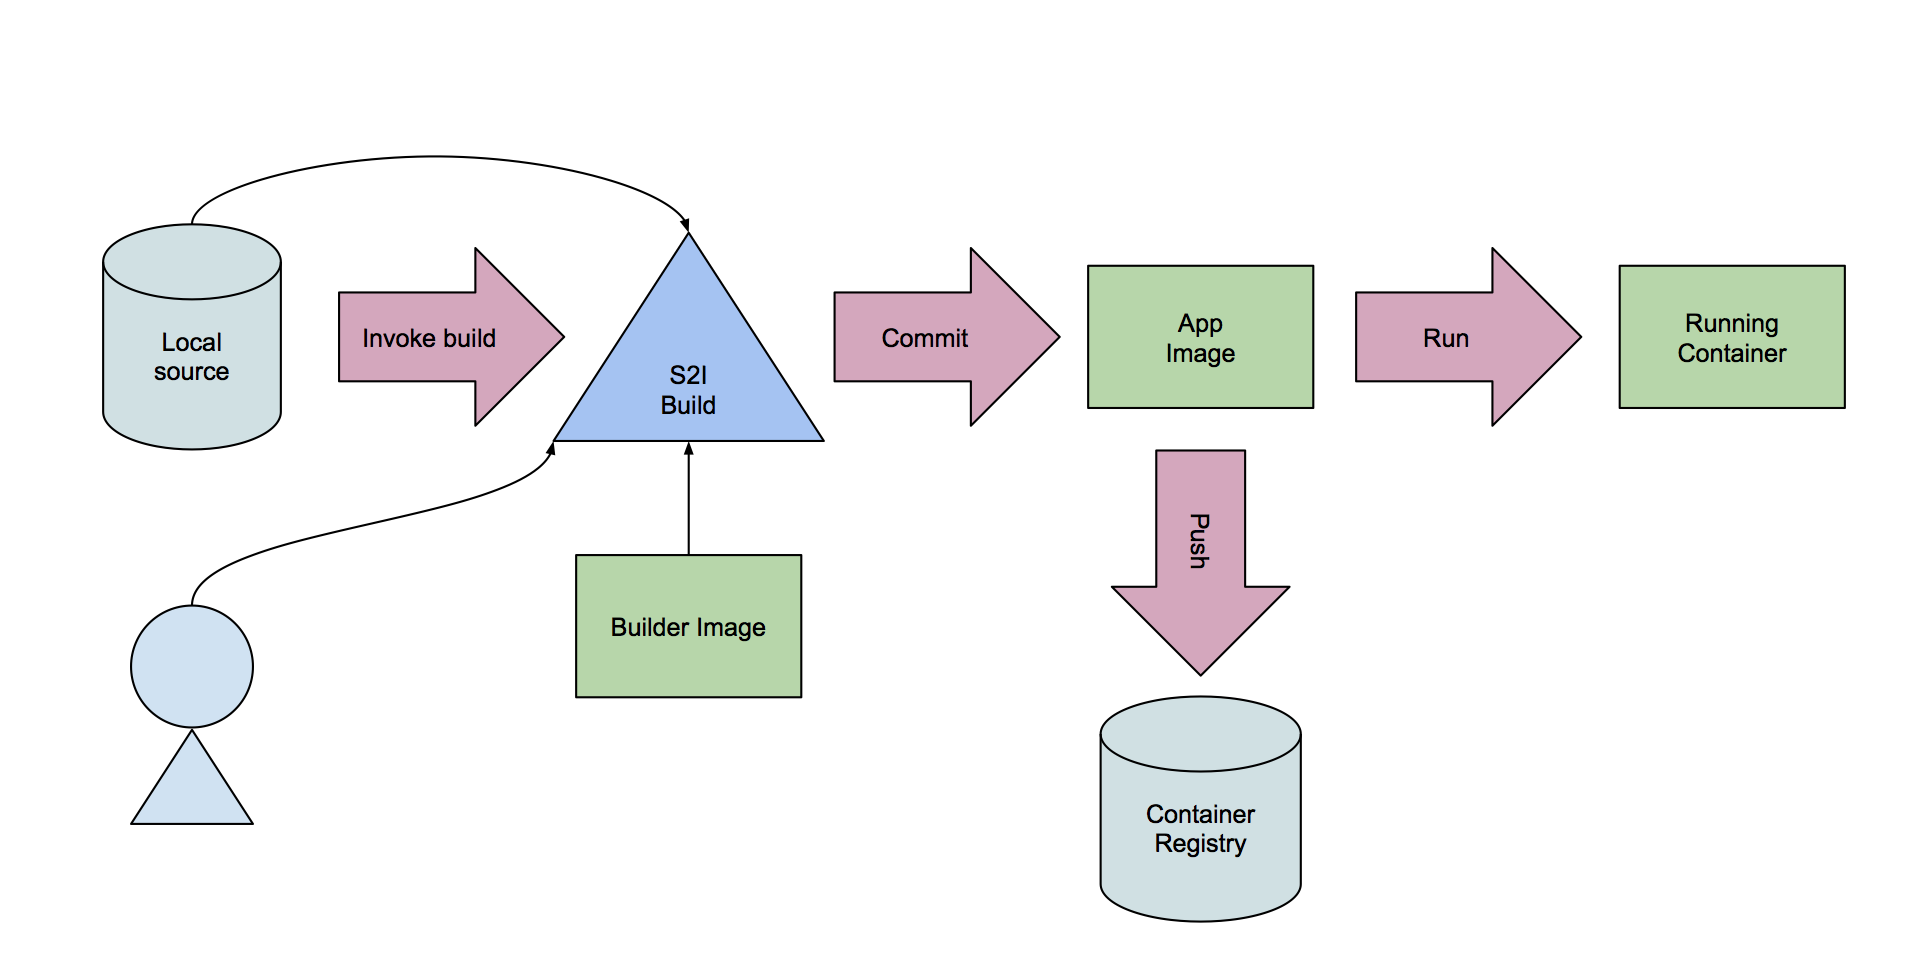 Local
source
Invoke build
S2I
Build
Commit
App
Image
Run
Running
Container
Push
Builder Image
Container
Registry